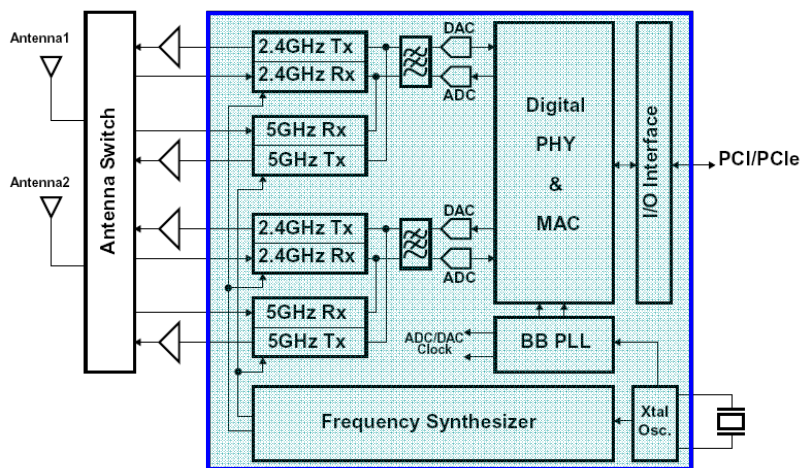 Antenna1
Antenna2
Antenna Switch
2.4GHz Tx
2.4GHz Rx
5GHz Rx
5GHz Tx
2.4GHz Tx
2.4GHz Rx
5GHz Rx
5GHz Tx
DAC
ADC
DAC
ADC
Digital
PHY
&
MAC
I/O Interface
PCI/PCIe
ADC/DAC
Clock
BB PLL
Frequency Synthesizer
Xtal
Osc.